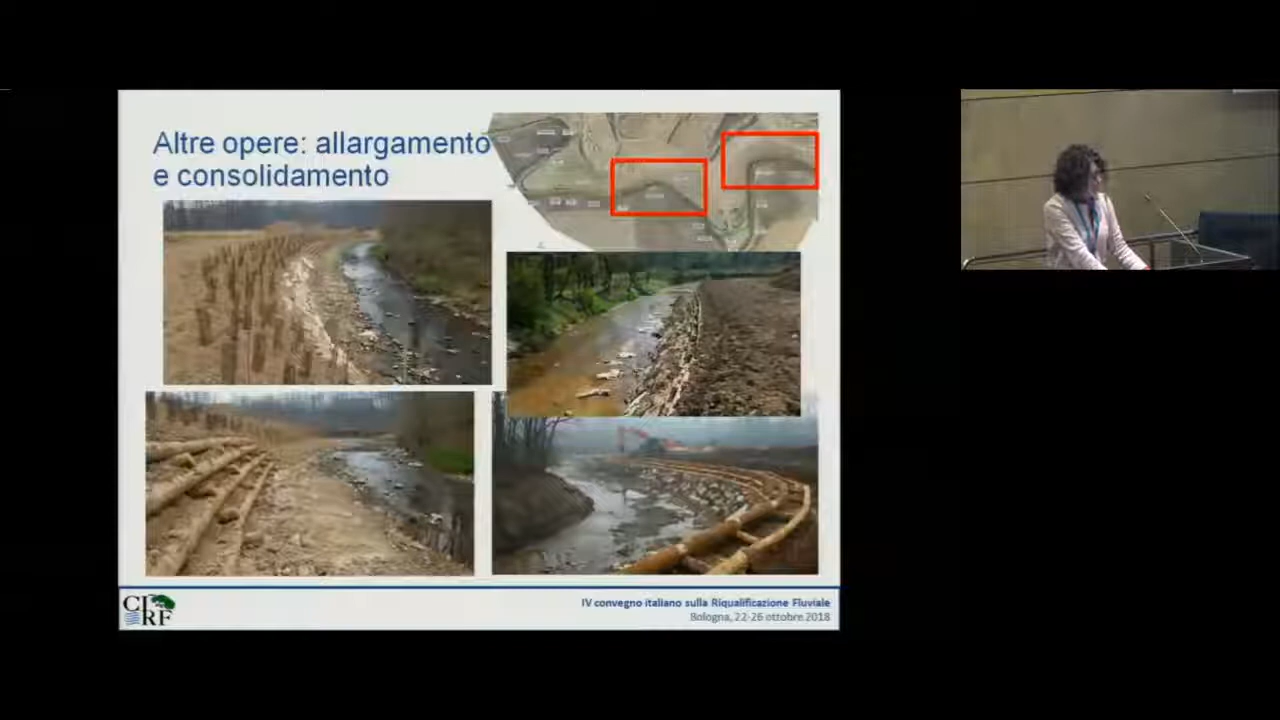 Altre opere: allargamento
e consolidamento
CIRF
IV convegno italiano sulla Riqualificazione Fluviale
Bologna, 22-26 ottobre 2018